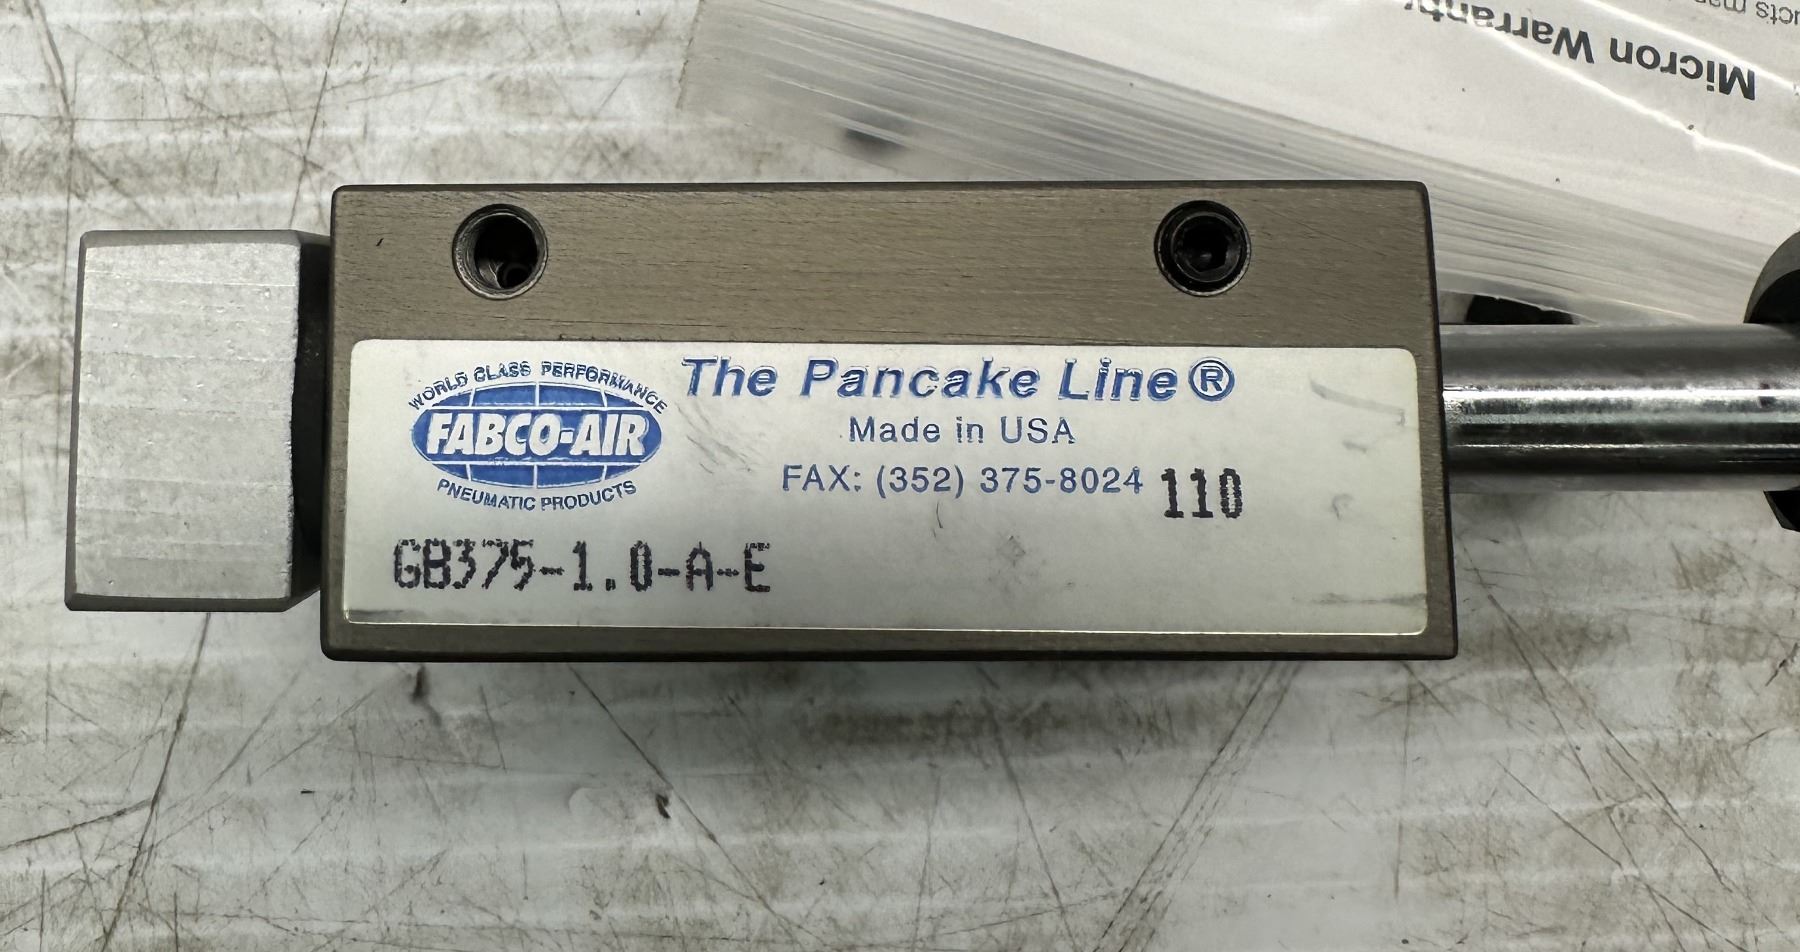 Micron Warranty
WORLD CLASS PERFORMANCE
FABCO-AIR
PNEUMATIC PRODUCTS
The Pancake Line®
Made in USA
FAX: (352) 375-8024 110
GB375-1.0-A-E